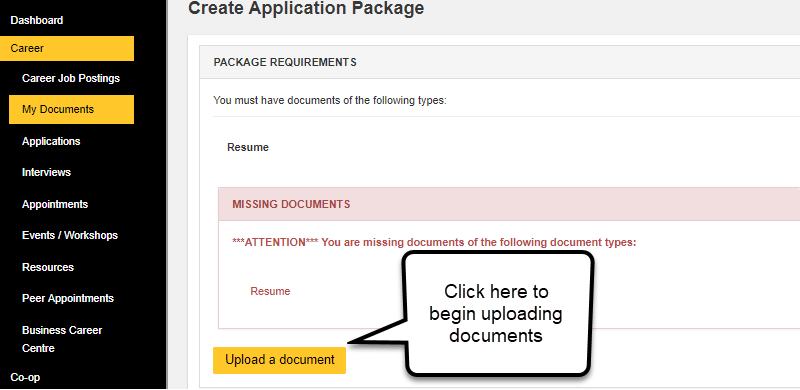 Dashboard
Career
Career Job Postings
My Documents
Applications
Interviews
Appointments
Events / Workshops
Resources
Peer Appointments
Business Career
Centre
Co-op
Create Application Package
PACKAGE REQUIREMENTS
You must have documents of the following types:
Resume
MISSING DOCUMENTS
***ATTENTION*** You are missing documents of the following document types:
Resume
Click here to
begin uploading
documents
Upload a document